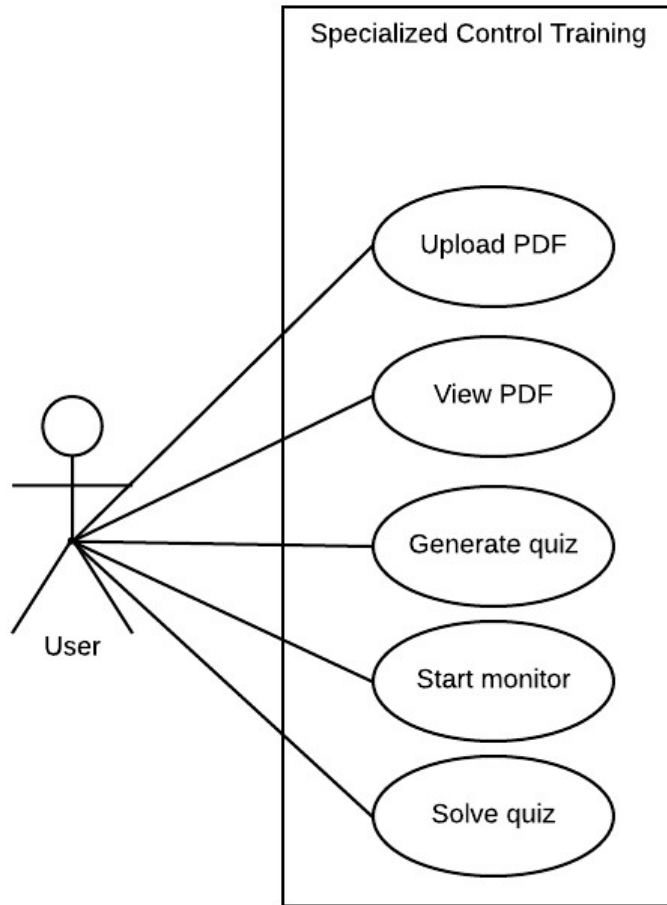 Specialized Control Training
Upload PDF
View PDF
Generate quiz
User
Start monitor
Solve quiz